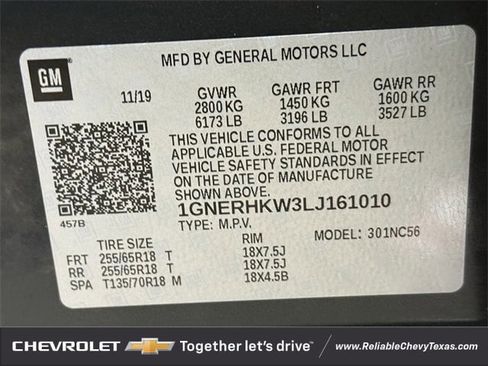 MFD BY GENERAL MOTORS LLC
GM
11/19 GVWR GAWR FRT GAWR RR
2800 KG 1450 KG 1600 KG
6173 LB 3196 LB 3527 LB
THIS VEHICLE CONFORMS TO ALL
APPLICABLE U.S. FEDERAL MOTOR
VEHICLE SAFETY STANDARDS IN EFFECT
ON THE DATE OF MANUFACTURE
SHOWN ABOVE.
457B
1GNERHKW3LJ161010
TYPE: M.P.V. MODEL: 301NC56
TIRE SIZE RIM
FRT 255/65R18 T 18X7.5J
RR 255/65R18 T 18X7.5J
SPA T135/70R18 M 18X4.5B
CHEVROLET Together let's drive™ www.ReliableChevyTexas.com